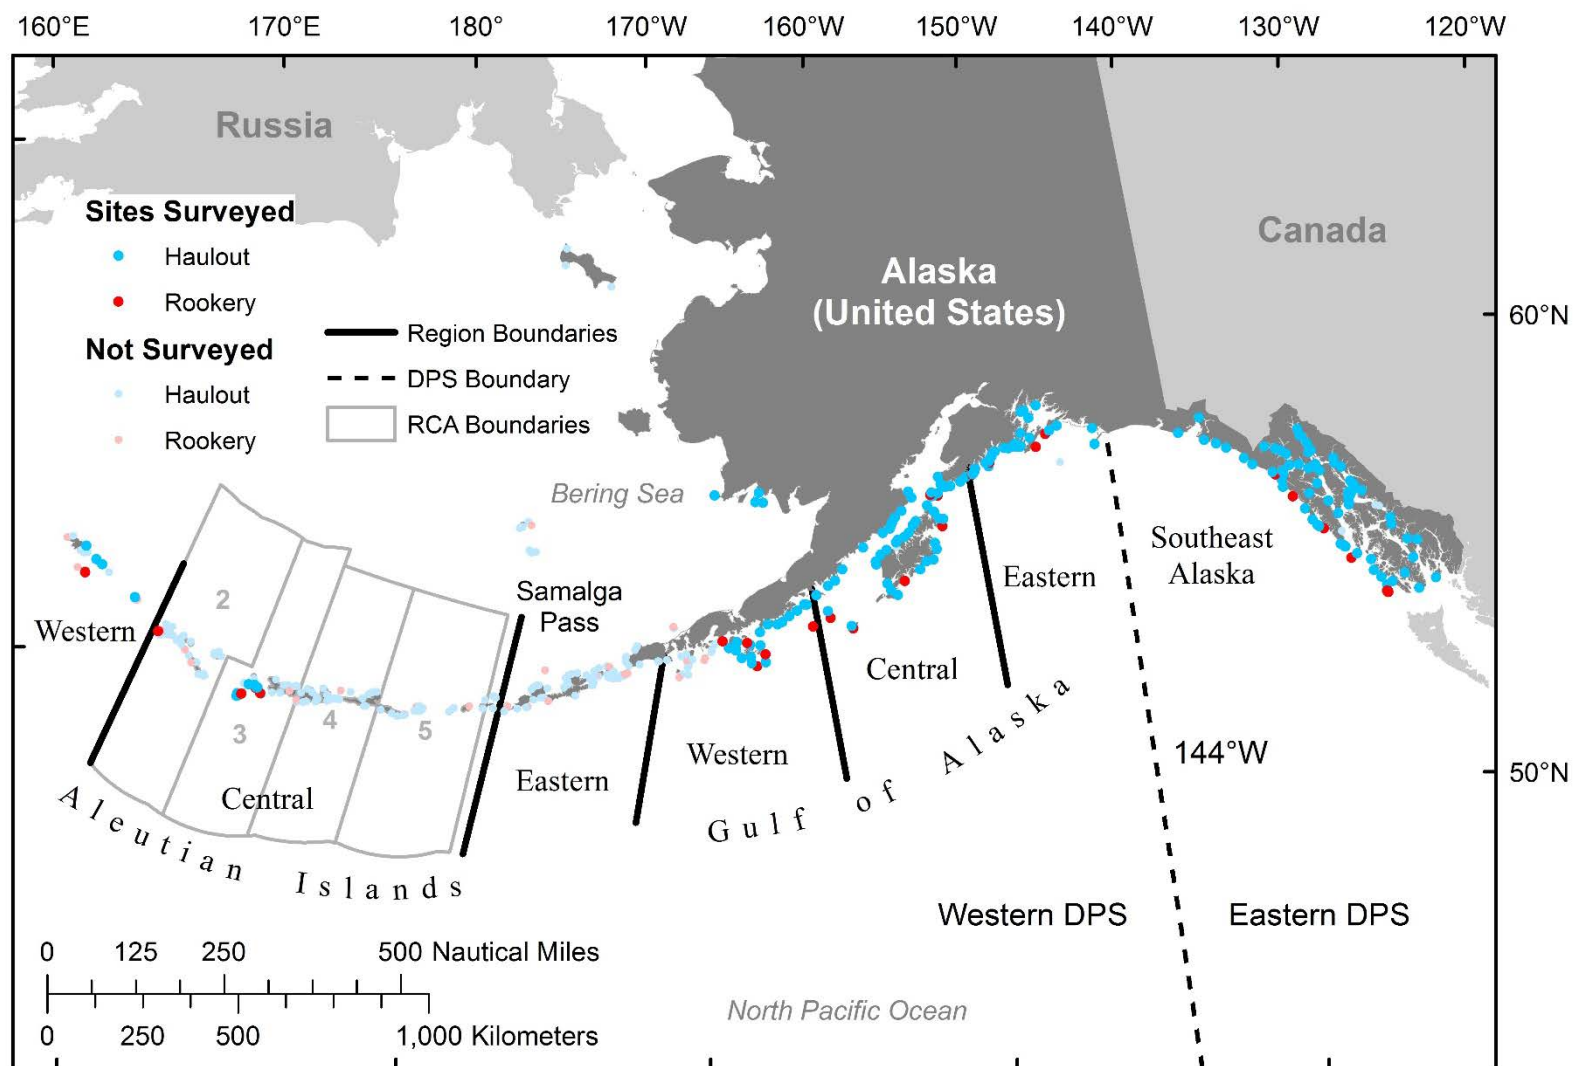 160°E 170°E 180° 170°W 160°W 150°W 140°W 130°W 120°W
Russia
Canada
Alaska
(United States)
60°N
Sites Surveyed
Haulout
Rookery
Not Surveyed
Haulout
Rookery
Region Boundaries
DPS Boundary
RCA Boundaries
Bering Sea
Samalga
Pass
Southeast
Alaska
Eastern
Western
2
Central
3
4
5
Western
Eastern
Central
144°W
50°N
Aleutian Islands
Gulf of Alaska
Western DPS
Eastern DPS
0 125 250 500 Nautical Miles
0 250 500 1,000 Kilometers
North Pacific Ocean